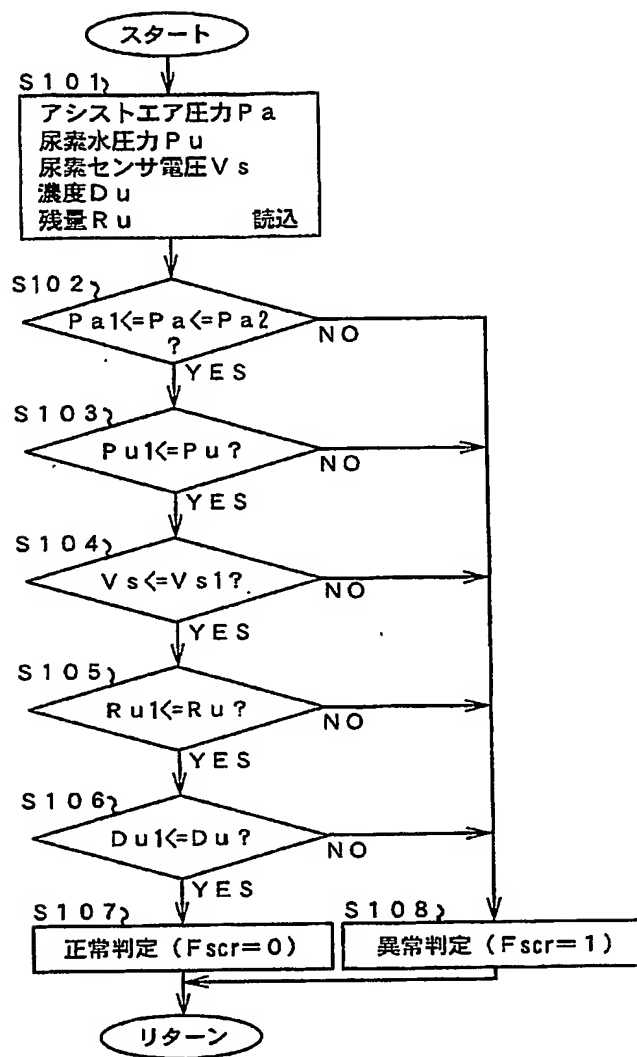 スタート
S101
アシストエア圧力Pa
尿素水圧力Pu
尿素センサ電圧Vs
濃度Du
残量Ru 読込
S102
Pa1<=Pa<=Pa2
?
NO
YES
S103
Pu1<=Pu?
NO
YES
S104
Vs<=Vs1?
NO
YES
S105
Ru1<=Ru?
NO
YES
S106
Du1<=Du?
NO
YES
S107
正常判定(Fscr=0)
S108
異常判定(Fscr=1)
リターン